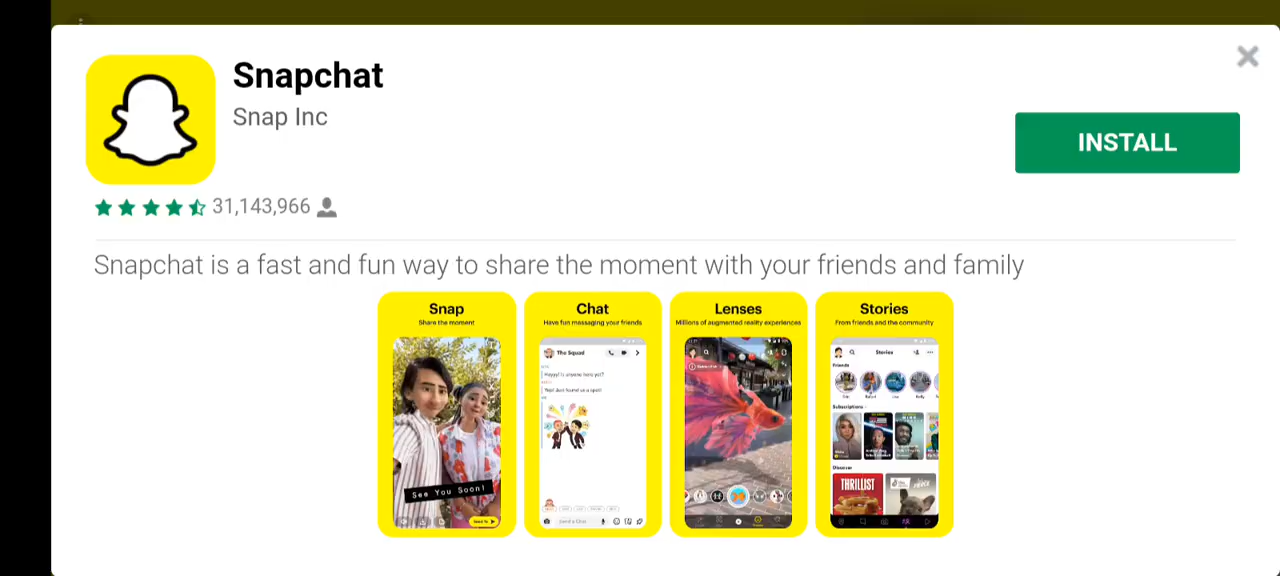 Snapchat
Snap Inc
INSTALL
31,143,966
Snapchat is a fast and fun way to share the moment with your friends and family
Snap
Share the moment
See You Soon!
Chat
Have fun messaging your friends
The Squad
Lenses
Millions of augmented reality experiences
Stories
From friends and the community
Stories
Friends
Subscriptions
Discover
THRILLIST